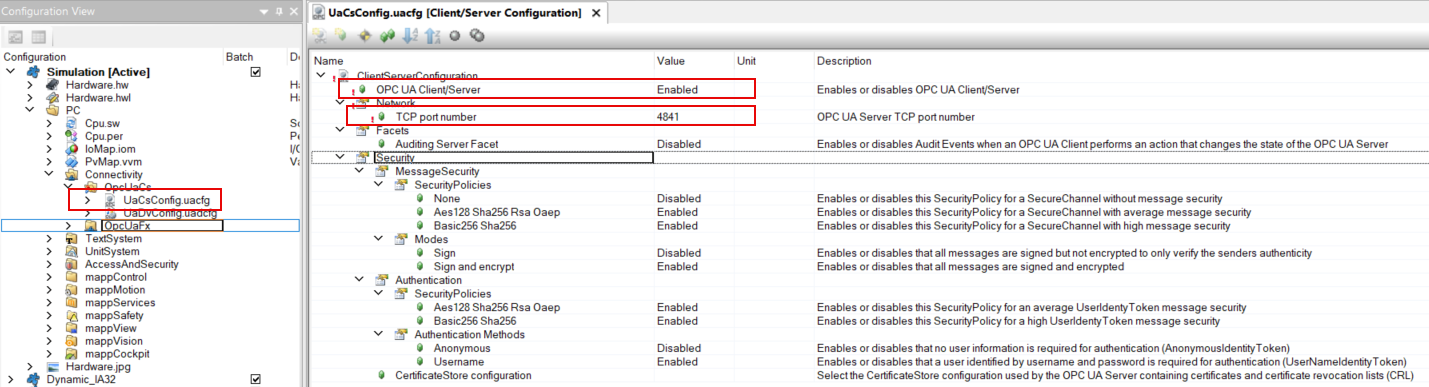 Configuration View
UaCsConfig.uacfg [Client/Server Configuration]
Configuration Batch
Simulation [Active]
Hardware.hw
Hardware.hwl
PC
Cpu.sw
Cpu.per
IoMap.iom
PvMap.vvm
Connectivity
OpcUaCs
UaCsConfig.uacfg
UaDvConfig.uadcfg
OpcUaFx
TextSystem
UnitSystem
AccessAndSecurity
mappControl
mappMotion
mappServices
mappSafety
mappView
mappVision
mappCockpit
Hardware.jpg
Dynamic_IA32
Name Value Unit Description
ClientServerConfiguration
OPC UA Client/Server Enabled Enables or disables OPC UA Client/Server
Network
TCP port number 4841 OPC UA Server TCP port number
Facets
Auditing Server Facet Disabled Enables or disables Audit Events when an OPC UA Client performs an action that changes the state of the OPC UA Server
Security
MessageSecurity
SecurityPolicies
None Disabled Enables or disables this SecurityPolicy for a SecureChannel without message security
Aes128 Sha256 Rsa Oaep Enabled Enables or disables this SecurityPolicy for a SecureChannel with average message security
Basic256 Sha256 Enabled Enables or disables this SecurityPolicy for a SecureChannel with high message security
Modes
Sign Disabled Enables or disables that all messages are signed but not encrypted to only verify the senders authenticity
Sign and encrypt Enabled Enables or disables that all messages are signed and encrypted
Authentication
SecurityPolicies
Aes128 Sha256 Rsa Oaep Enabled Enables or disables this SecurityPolicy for an average UserIdentyToken message security
Basic256 Sha256 Enabled Enables or disables this SecurityPolicy for a high UserIdentyToken message security
Authentication Methods
Anonymous Disabled Enables or disables that no user information is required for authentication (AnonymousIdentityToken)
Username Enabled Enables or disables that a user identified by username and password is required for authentication (UserNameIdentityToken)
CertificateStore configuration Select the CertificateStore configuration used by the OPC UA Server containing certificates and certificate revocation lists (CRL)